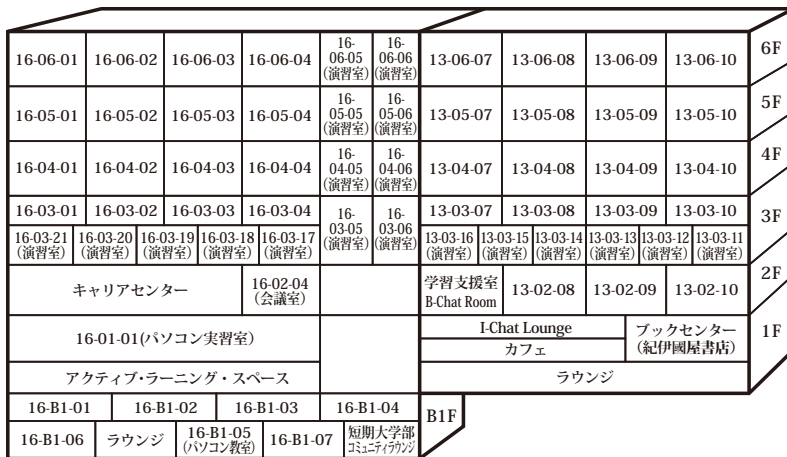 16-06-01 16-06-02 16-06-03 16-06-04 16-06-05(演習室) 16-06-06(演習室) 13-06-07 13-06-08 13-06-09 13-06-10 6F
16-05-01 16-05-02 16-05-03 16-05-04 16-05-05(演習室) 16-05-06(演習室) 13-05-07 13-05-08 13-05-09 13-05-10 5F
16-04-01 16-04-02 16-04-03 16-04-04 16-04-05(演習室) 16-04-06(演習室) 13-04-07 13-04-08 13-04-09 13-04-10 4F
16-03-01 16-03-02 16-03-03 16-03-04 16-03-05(演習室) 16-03-06(演習室) 13-03-07 13-03-08 13-03-09 13-03-10 3F
16-03-21(演習室) 16-03-20(演習室) 16-03-19(演習室) 16-03-18(演習室) 16-03-17(演習室) 13-03-16(演習室) 13-03-15(演習室) 13-03-14(演習室) 13-03-13(演習室) 13-03-12(演習室) 13-03-11(演習室)
キャリアセンター 16-02-04(会議室) 学習支援室 B-Chat Room 13-02-08 13-02-09 13-02-10 2F
16-01-01(パソコン実習室) I-Chat Lounge カフェ ブックセンター(紀伊國屋書店) 1F
アクティブ・ラーニング・スペース ラウンジ
16-B1-01 16-B1-02 16-B1-03 16-B1-04 B1F
16-B1-06 ラウンジ 16-B1-05(パソコン教室) 16-B1-07 短期大学部コミュニティラウンジ